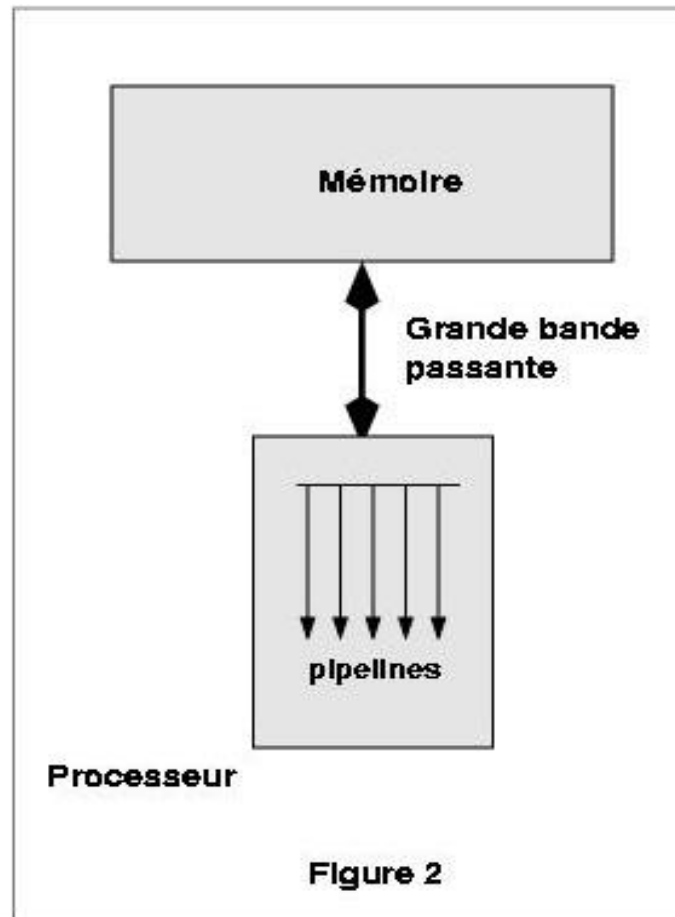 Mémoire
Grande bande
passante
pipelines
Processeur
Figure 2